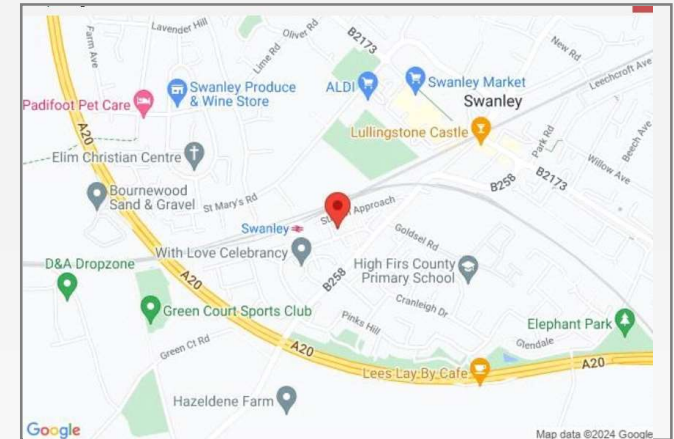 Lavender Hill
Oliver Rd
B2173
New Rd
Farm Ave
Lime Rd
Leechcroft Ave
Swanley Produce
& Wine Store
ALDI
Swanley Market
Swanley
Padifoot Pet Care
A20
Lullingstone Castle
Park Rd
Beech Ave
Elim Christian Centre
Willow Ave
B258
B2173
Bournewood
Sand & Gravel
St Mary's Rd
Approach
Swanley
Goldsel Rd
With Love Celebrancy
High Firs County
Primary School
D&A Dropzone
A20
B258
Cranleigh Dr
Green Court Sports Club
Pinks Hill
Elephant Park
Glendale
Green Ct Rd
A20
A20
Lees Lay By Cafe
Hazeldene Farm
Google
Map data ©2024 Google